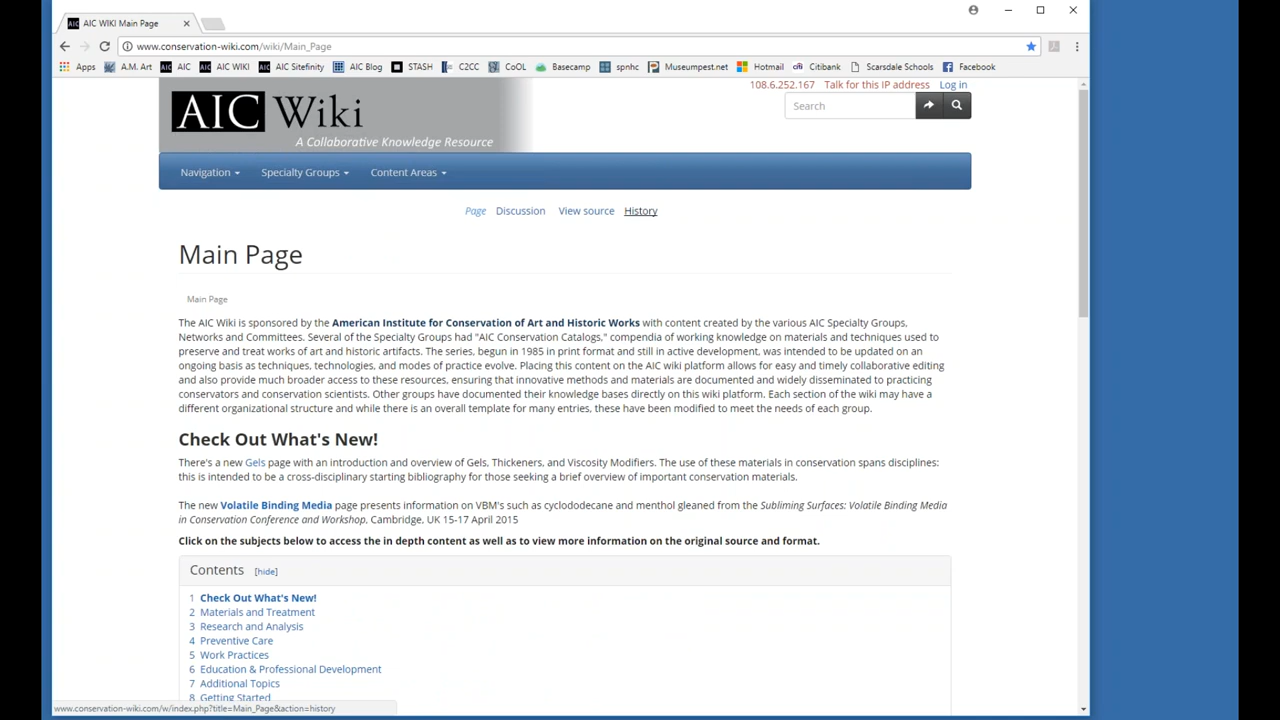 AIC WIKI Main Page
www.conservation-wiki.com/wiki/Main_Page
Apps A.M. Art AIC AIC WIKI AIC Sitefinity AIC Blog STASH C2CC CoOL Basecamp spnhc Museumpest.net Hotmail citi Citibank Scarsdale Schools Facebook
108.6.252.167 Talk for this IP address Log in
AIC Wiki
Search
A Collaborative Knowledge Resource
Navigation Specialty Groups Content Areas
Page Discussion View source History
Main Page
Main Page
The AIC Wiki is sponsored by the American Institute for Conservation of Art and Historic Works with content created by the various AIC Specialty Groups,
Networks and Committees. Several of the Specialty Groups had "AIC Conservation Catalogs," compendia of working knowledge on materials and techniques used to
preserve and treat works of art and historic artifacts. The series, begun in 1985 in print format and still in active development, was intended to be updated on an
ongoing basis as techniques, technologies, and modes of practice evolve. Placing this content on the AIC wiki platform allows for easy and timely collaborative editing
and also provide much broader access to these resources, ensuring that innovative methods and materials are documented and widely disseminated to practicing
conservators and conservation scientists. Other groups have documented their knowledge bases directly on this wiki platform. Each section of the wiki may have a
different organizational structure and while there is an overall template for many entries, these have been modified to meet the needs of each group.
Check Out What's New!
There's a new Gels page with an introduction and overview of Gels, Thickeners, and Viscosity Modifiers. The use of these materials in conservation spans disciplines:
this is intended to be a cross-disciplinary starting bibliography for those seeking a brief overview of important conservation materials.
The new Volatile Binding Media page presents information on VBM's such as cyclododecane and menthol gleaned from the Subliming Surfaces: Volatile Binding Media
in Conservation Conference and Workshop, Cambridge, UK 15-17 April 2015
Click on the subjects below to access the in depth content as well as to view more information on the original source and format.
Contents [hide]
1 Check Out What's New!
2 Materials and Treatment
3 Research and Analysis
4 Preventive Care
5 Work Practices
6 Education & Professional Development
7 Additional Topics
8 Getting Started
www.conservation-wiki.com/w/index.php?title=Main_Page&action=history